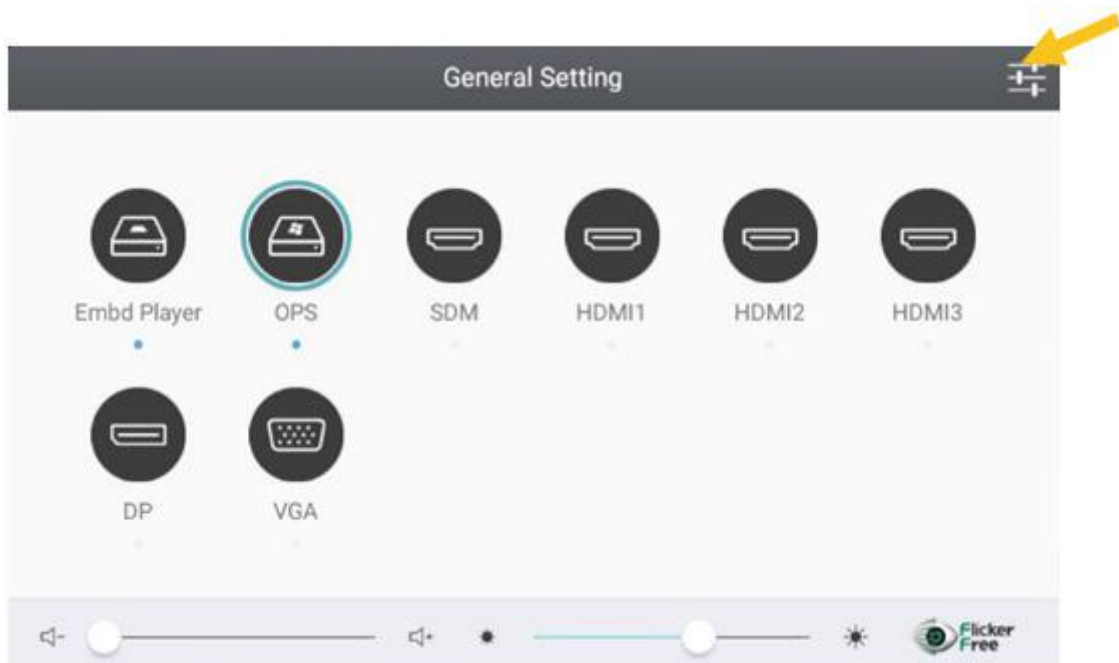 General Setting
Embd Player OPS SDM HDMI1 HDMI2 HDMI3
DP VGA
Flicker
Free